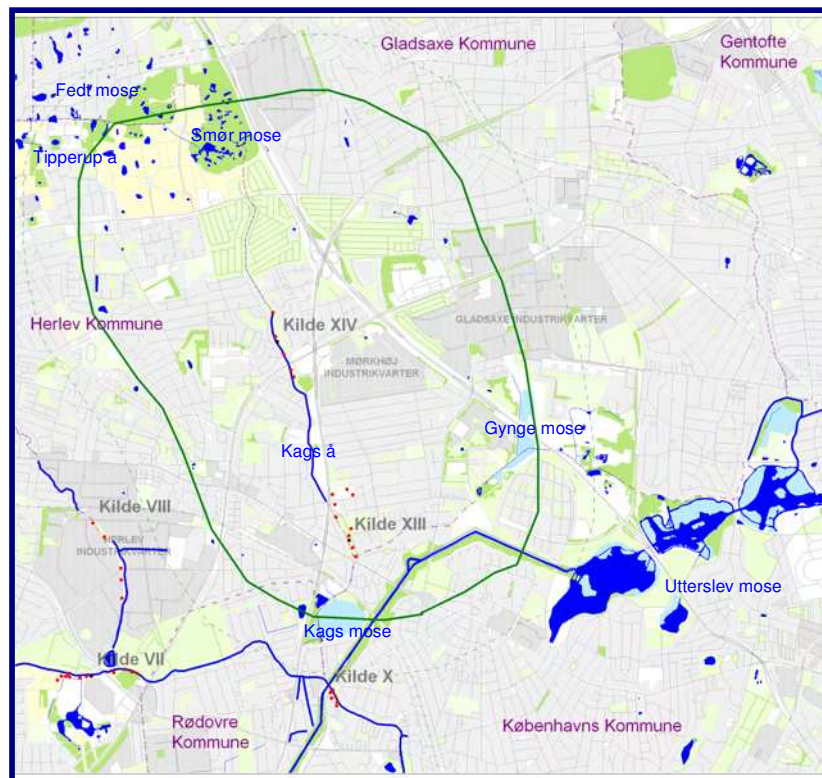 Gladsaxe Kommune
Gentofte
Kommune
Fedt mose
Smør mose
Tipperup å
Herlev Kommune
Kilde XIV
GLADSAXE INDUSTRIKVARTER
MØRKHØJ
INDUSTRIKVARTER
Gynge mose
Kags å
Kilde VIII
Kilde XIII
HERLEV
INDUSTRIKVARTER
Utterslev mose
Kags mose
Kilde VII
Kilde X
Rødovre
Kommune
Københavns Kommune